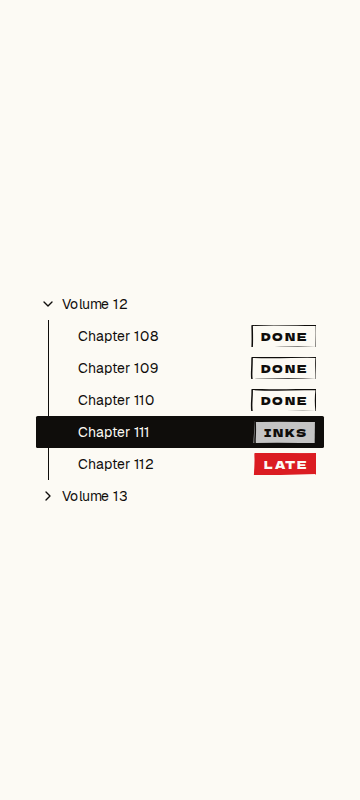 Volume 12
Chapter 108 DONE
Chapter 109 DONE
Chapter 110 DONE
Chapter 111 INKS
Chapter 112 LATE
Volume 13